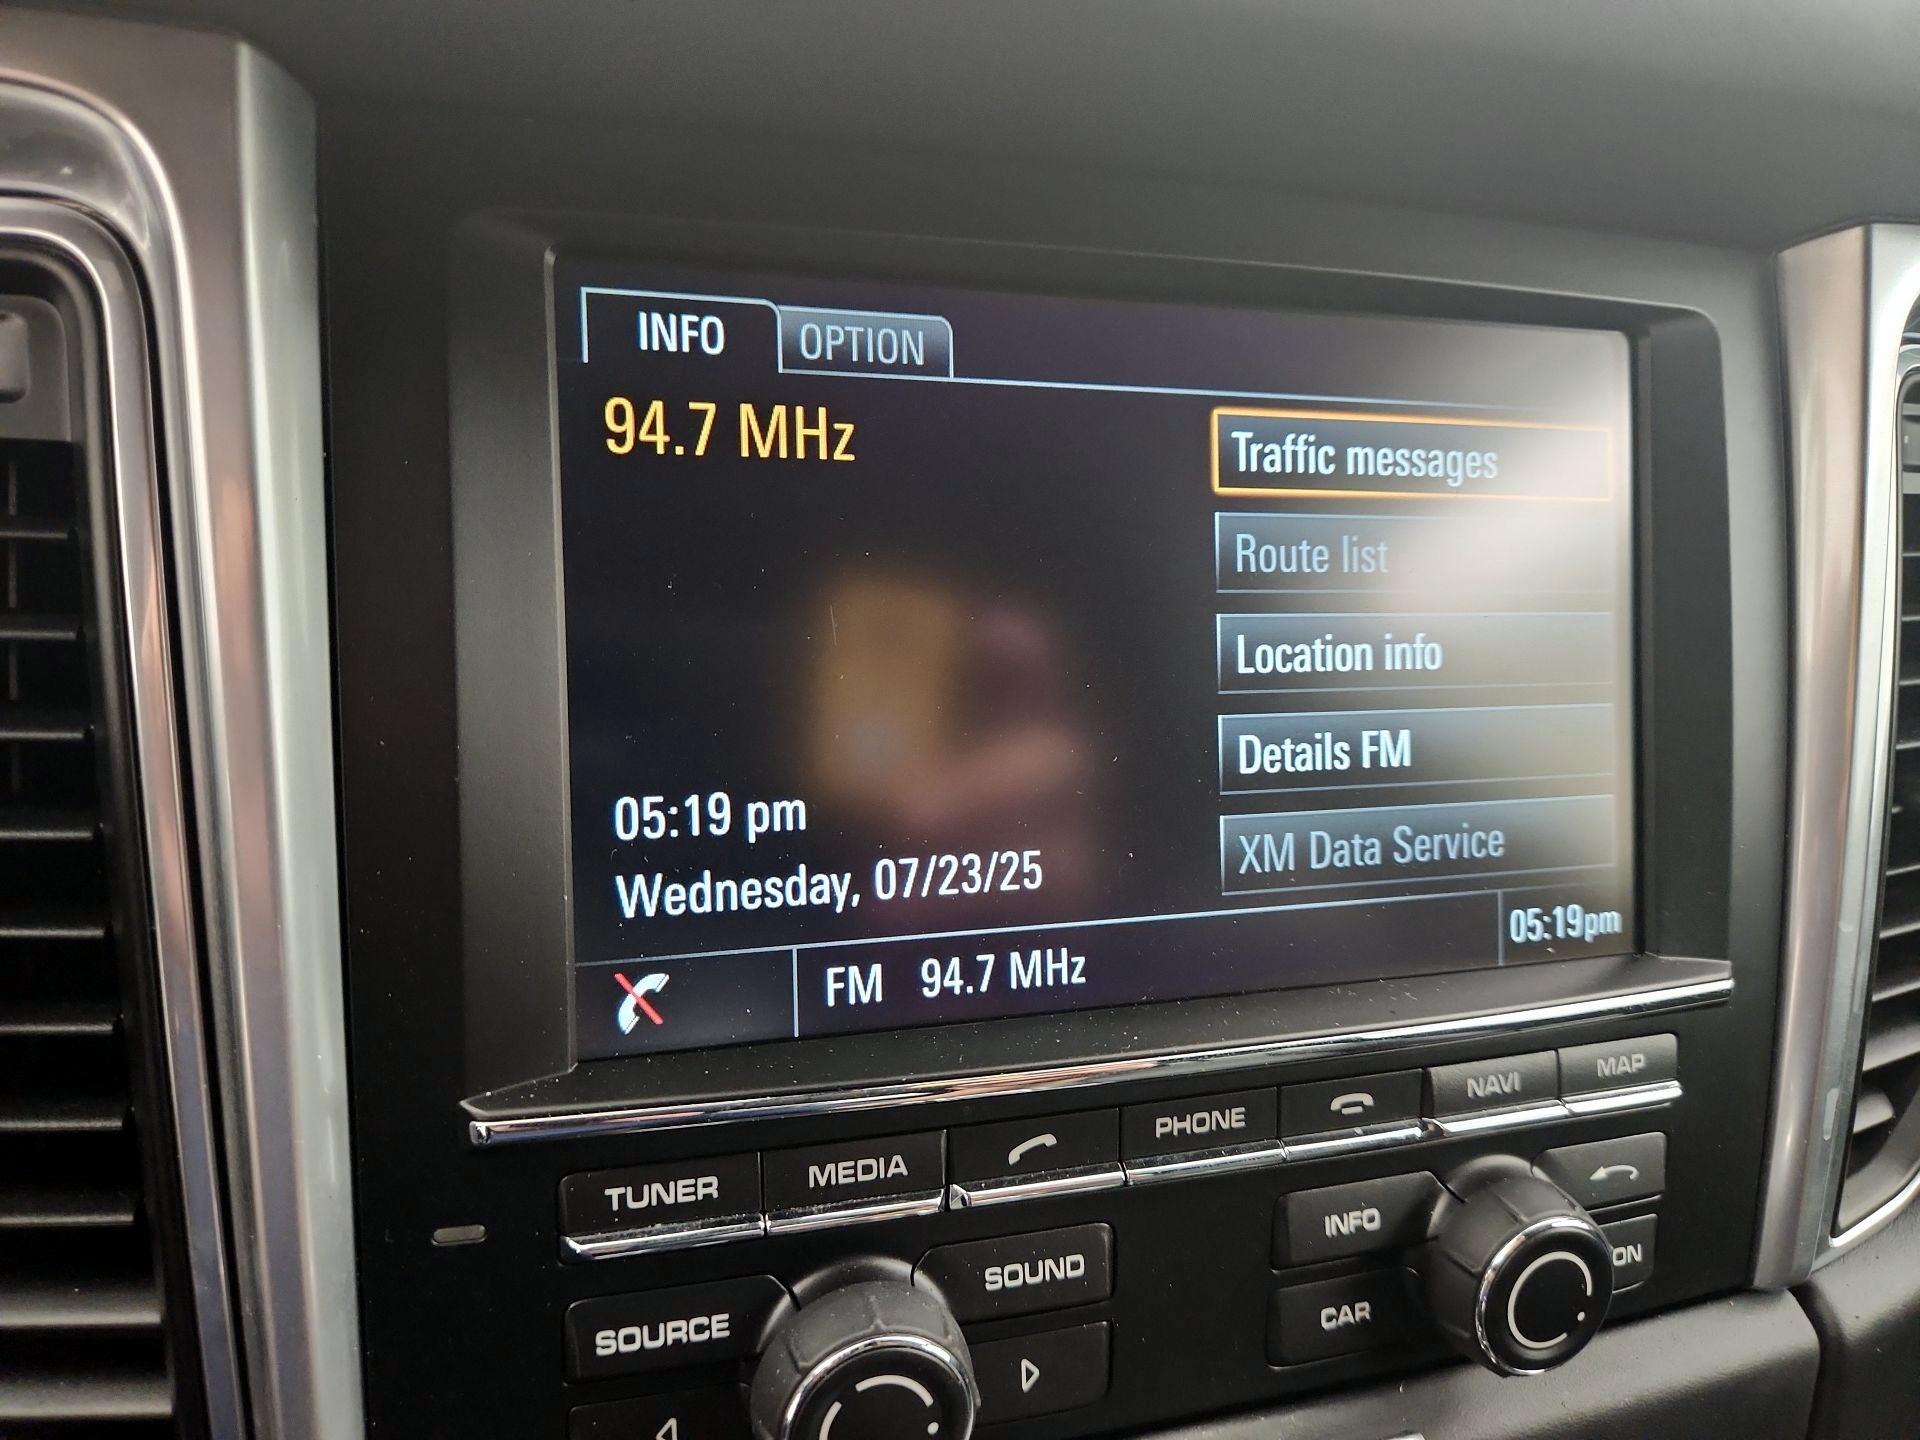 INFO
OPTION
94.7 MHz
Traffic messages
Route list
Location info
Details FM
XM Data Service
05:19 pm
Wednesday, 07/23/25
FM 94.7 MHz
05:19pm
TUNER
MEDIA
PHONE
NAVI
MAP
SOURCE
SOUND
INFO
CAR
ON